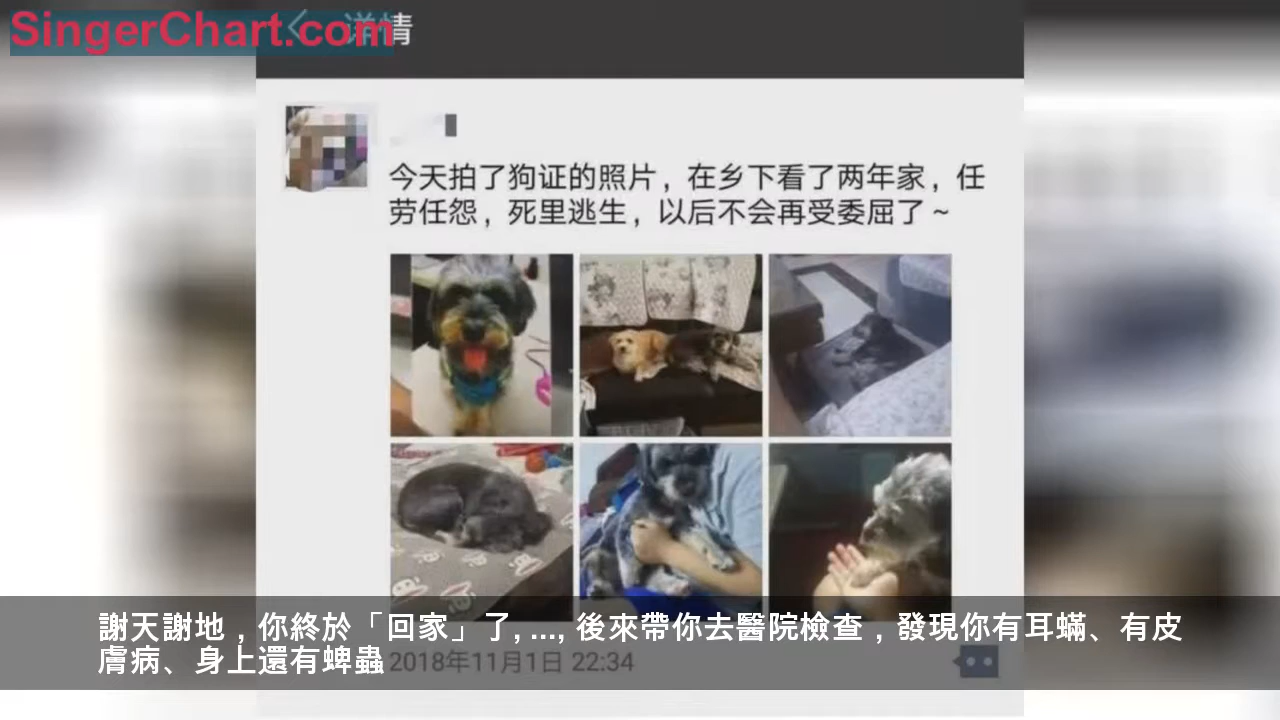 SingerChart.com
详情
今天拍了狗证的照片，在乡下看了两年家，任
劳任怨，死里逃生，以后不会再受委屈了～
謝天謝地，你終於「回家」了, ..., 後來帶你去醫院檢查，發現你有耳蟎、有皮
膚病、身上還有蜱蟲
2018年11月1日 22:34